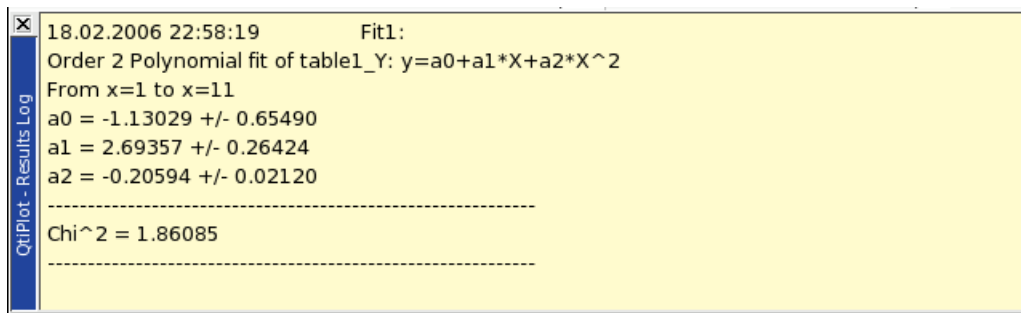 18.02.2006 22:58:19 Fit1:
Order 2 Polynomial fit of table1_Y: y=a0+a1*X+a2*X^2
From x=1 to x=11
a0 = -1.13029 +/- 0.65490
a1 = 2.69357 +/- 0.26424
a2 = -0.20594 +/- 0.02120
-------------------------------------------------------------
Chi^2 = 1.86085
-------------------------------------------------------------
QtiPlot - Results Log